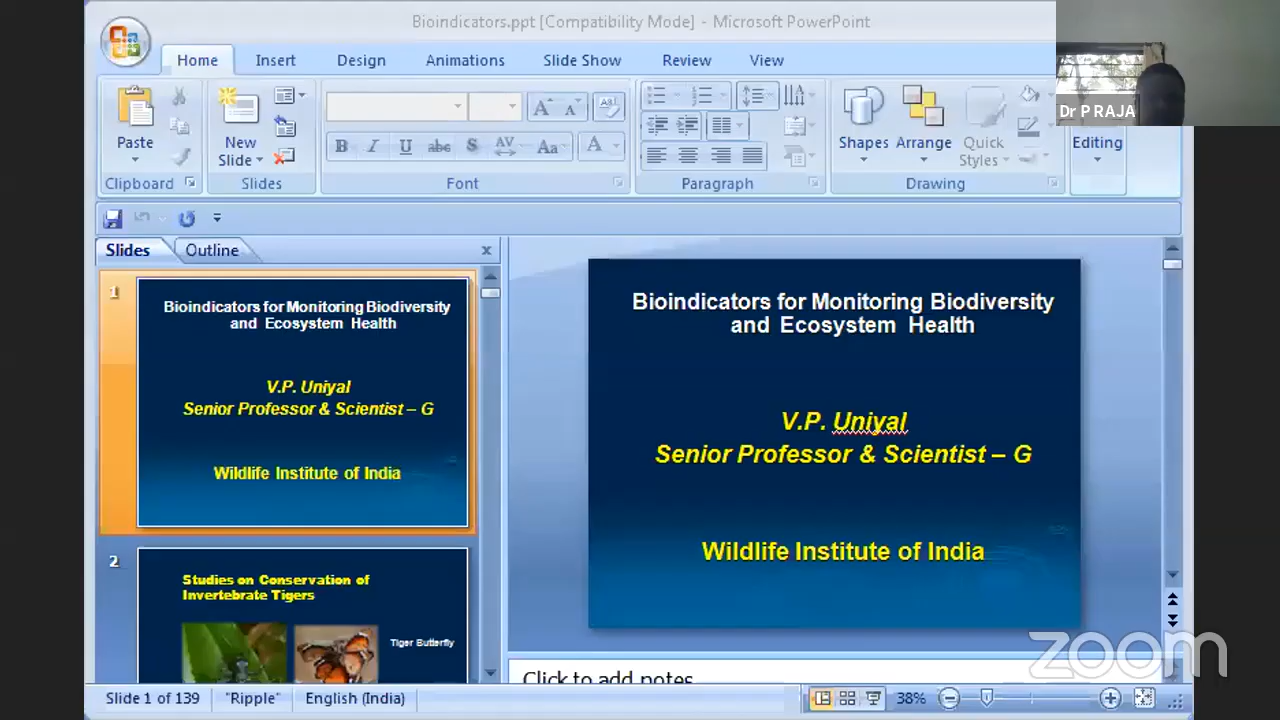 Bioindicators.ppt [Compatibility Mode] - Microsoft PowerPoint
Home Insert Design Animations Slide Show Review View
Dr P RAJA
Paste
New Slide
Shapes Arrange Quick Styles
Editing
Clipboard Slides Font Paragraph Drawing
Slides Outline x
1
Bioindicators for Monitoring Biodiversity
and Ecosystem Health
V.P. Uniyal
Senior Professor & Scientist – G
Wildlife Institute of India
2
Studies on Conservation of
Invertebrate Tigers
Tiger Butterfly
Bioindicators for Monitoring Biodiversity
and Ecosystem Health
V.P. Uniyal
Senior Professor & Scientist – G
Wildlife Institute of India
zoom
Click to add notes
Slide 1 of 139 "Ripple" English (India) 38%